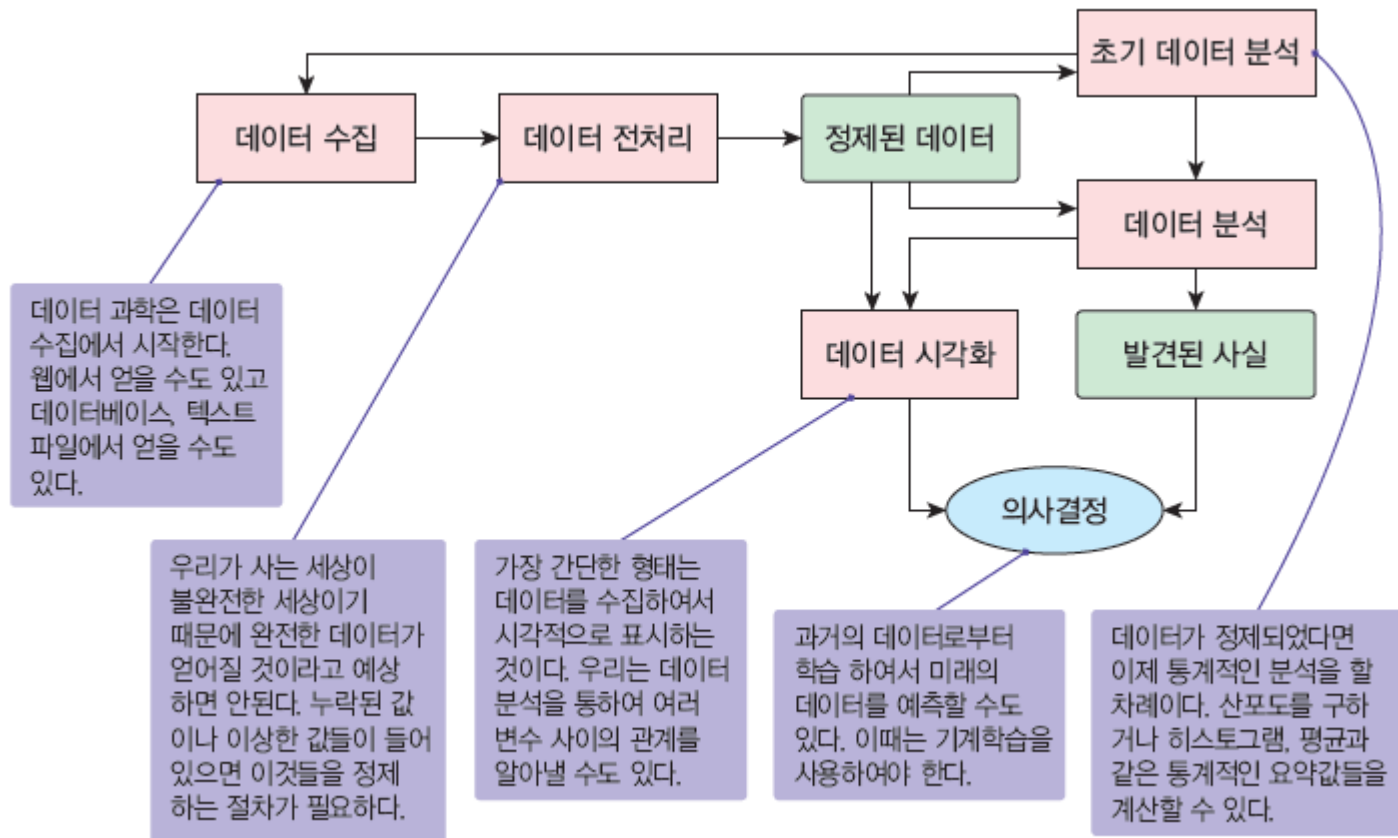 초기 데이터 분석
데이터 수집
데이터 전처리
정제된 데이터
데이터 분석
데이터 시각화
발견된 사실
의사결정
데이터 과학은 데이터
수집에서 시작한다.
웹에서 얻을 수도 있고
데이터베이스, 텍스트
파일에서 얻을 수도
있다.
우리가 사는 세상이
불완전한 세상이기
때문에 완전한 데이터가
얻어질 것이라고 예상
하면 안된다. 누락된 값
이나 이상한 값들이 들어
있으면 이것들을 정제
하는 절차가 필요하다.
가장 간단한 형태는
데이터를 수집하여서
시각적으로 표시하는
것이다. 우리는 데이터
분석을 통하여 여러
변수 사이의 관계를
알아낼 수도 있다.
과거의 데이터로부터
학습 하여서 미래의
데이터를 예측할 수도
있다. 이때는 기계학습을
사용하여야 한다.
데이터가 정제되었다면
이제 통계적인 분석을 할
차례이다. 산포도를 구하
거나 히스토그램, 평균과
같은 통계적인 요약값들을
계산할 수 있다.